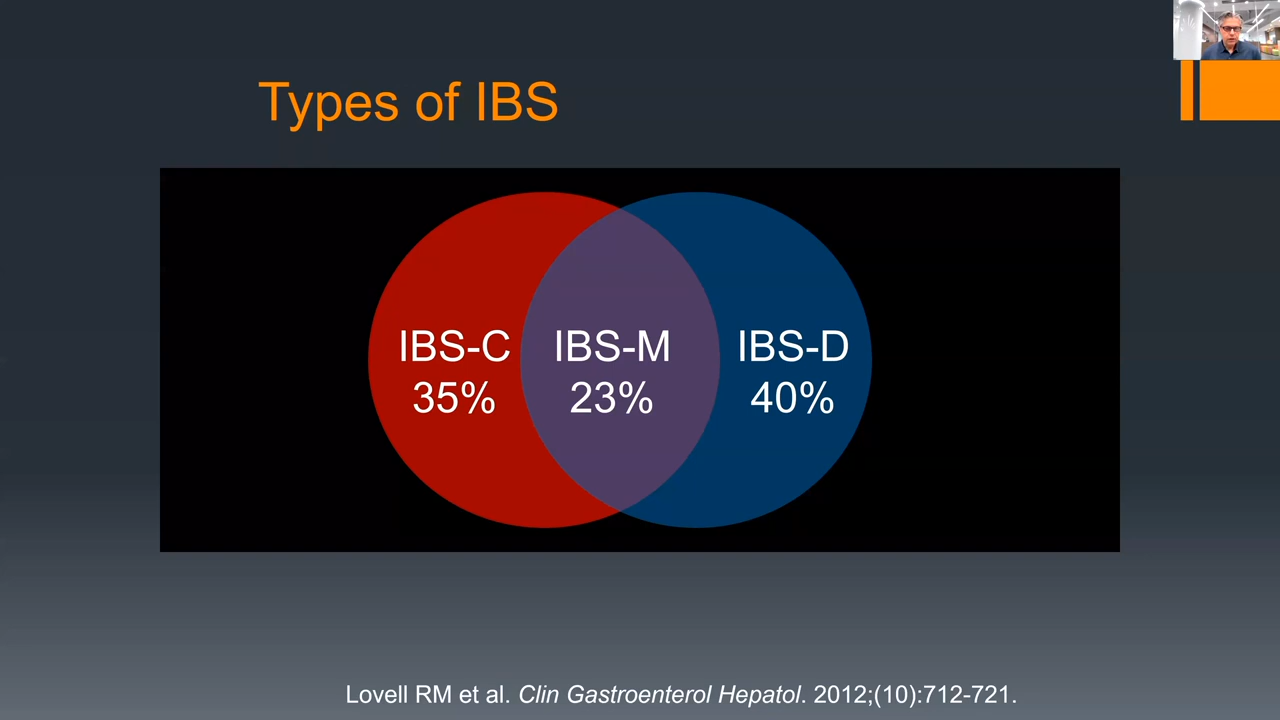 Types of IBS
IBS-C IBS-M IBS-D
35% 23% 40%
Lovell RM et al. Clin Gastroenterol Hepatol. 2012;(10):712-721.